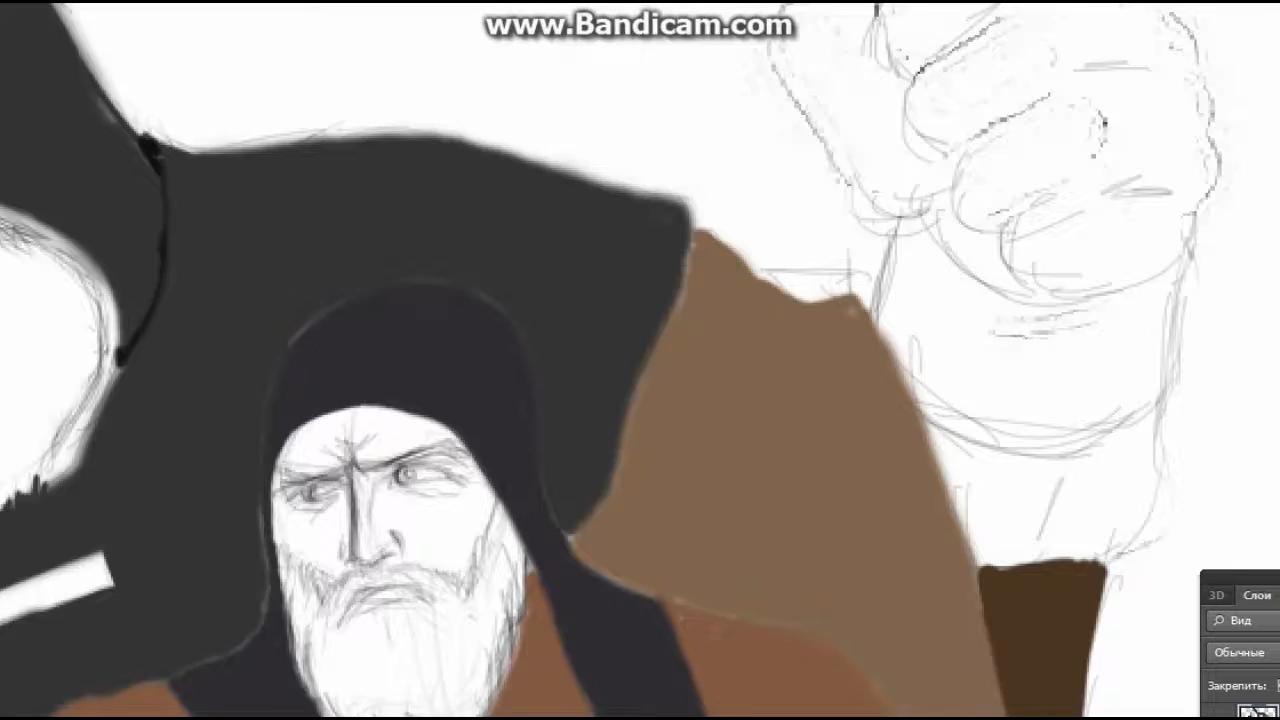 www.Bandicam.com
3D Слои
Вид
Обычные
Закрепить: